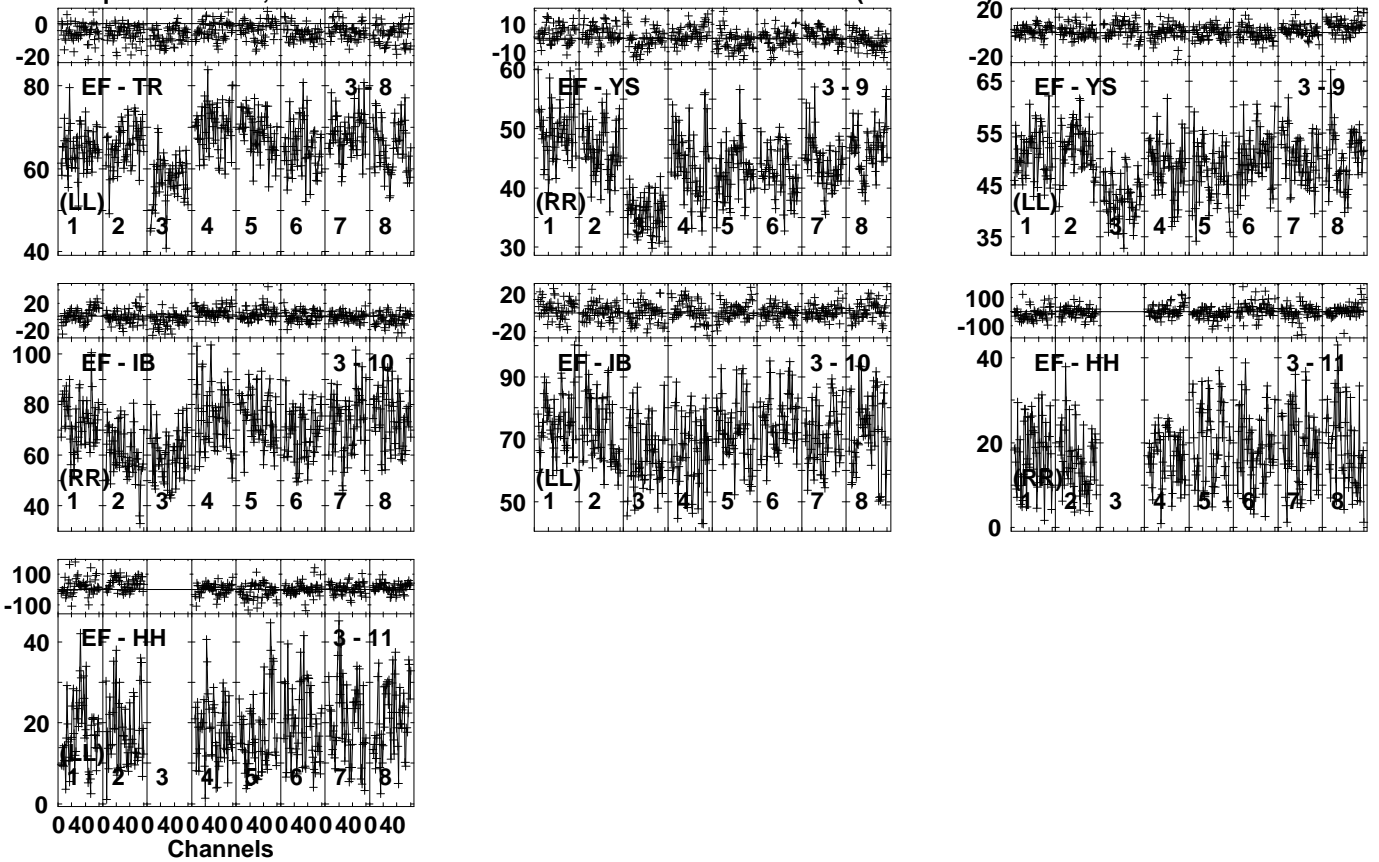 0
-20
80
60
40
EF - TR 3 - 8
(LL)
1 2 3 4 5 6 7 8
10
-10
60
50
40
30
EF - YS 3 - 9
(RR)
1 2 3 4 5 6 7 8
20
-20
65
55
45
35
EF - YS 3 - 9
(LL)
1 2 3 4 5 6 7 8
20
-20
100
80
60
40
EF - IB 3 - 10
(RR)
1 2 3 4 5 6 7 8
20
-20
90
70
50
EF - IB 3 - 10
(LL)
1 2 3 4 5 6 7 8
100
-100
40
20
0
EF - HH 3 - 11
(RR)
1 2 3 4 5 6 7 8
100
-100
40
20
0
EF - HH 3 - 11
(LL)
1 2 3 4 5 6 7 8
0 40 0 40 0 40 0 40 0 40 0 40 0 40 0 40
Channels